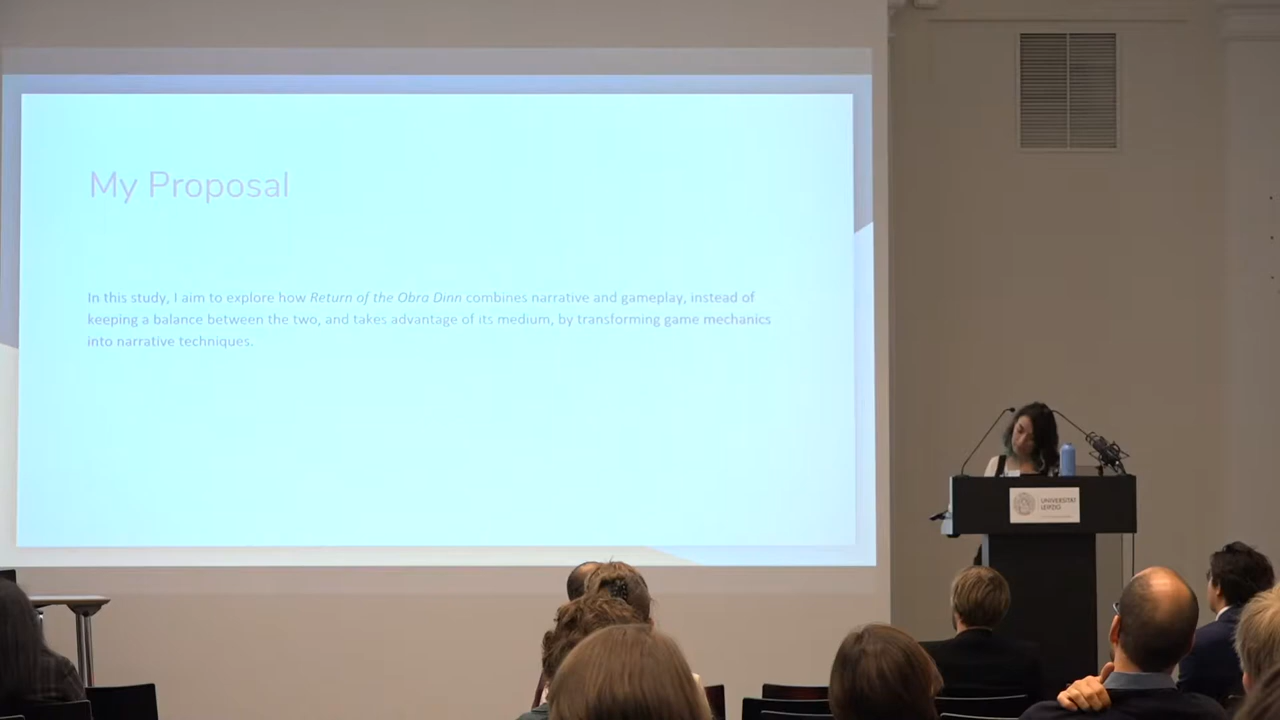 My Proposal
In this study, I aim to explore how Return of the Obra Dinn combines narrative and gameplay, instead of
keeping a balance between the two, and takes advantage of its medium, by transforming game mechanics
into narrative techniques.
UNIVERSITÄT
LEIPZIG